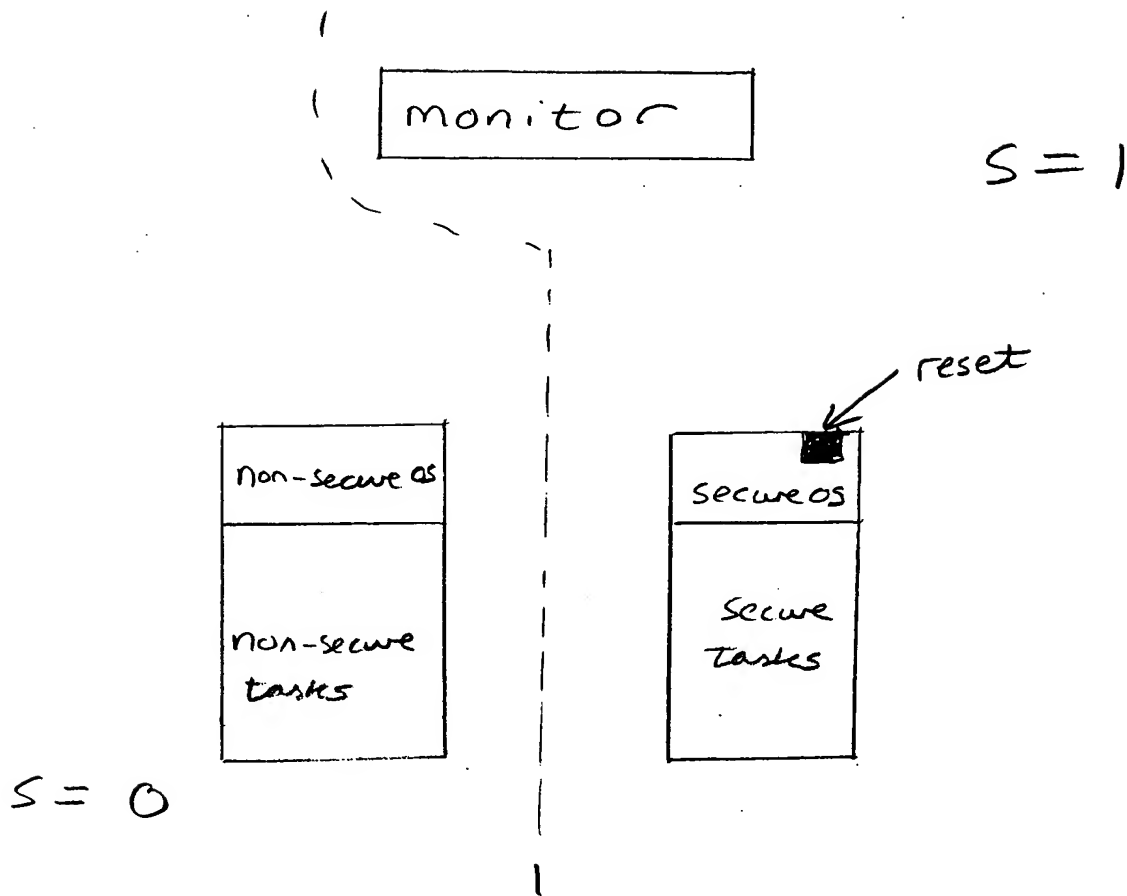 monitor
S = 1
reset
non-secure os
secure os
non-secure
tasks
secure
tasks
S = 0